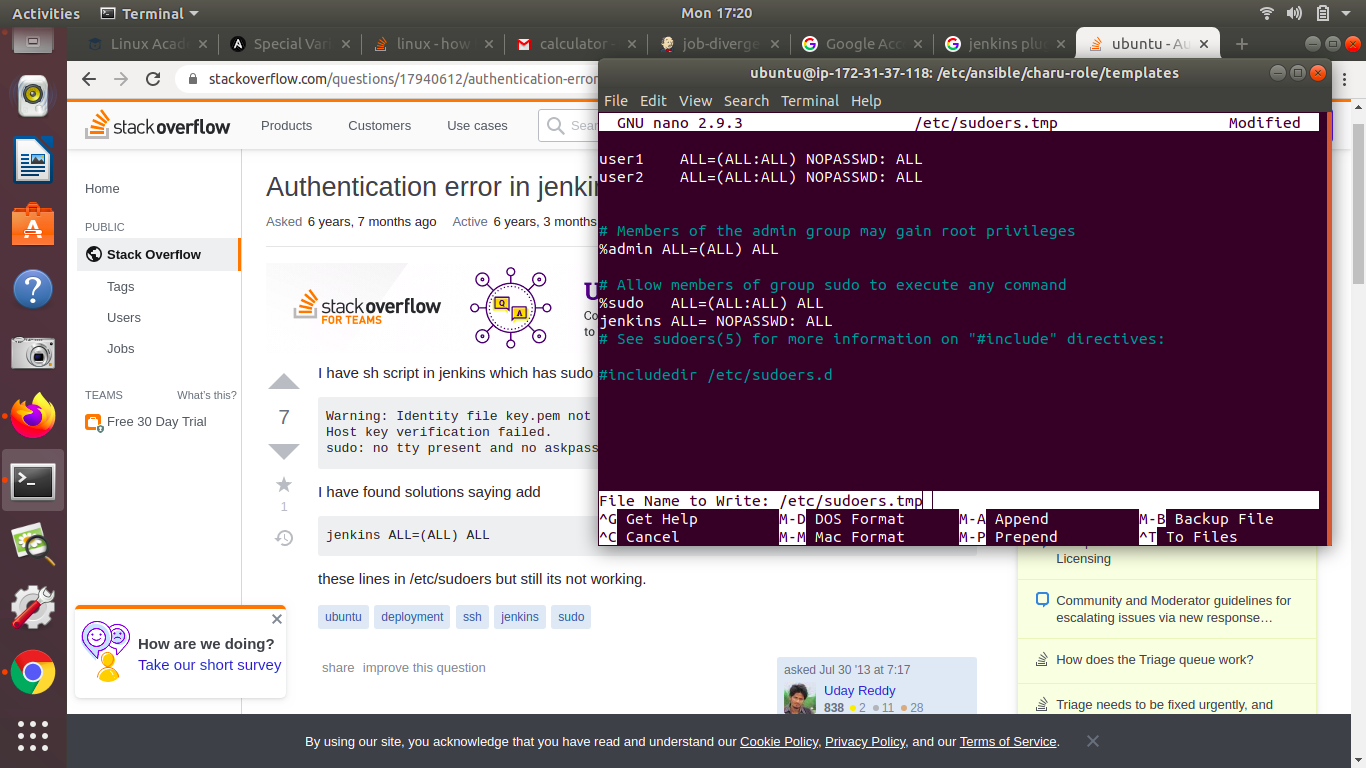 Activities
Terminal
Mon 17:20
Linux Acad
Special Vari
linux - how
calculator -
job-diverge
Google Acc
jenkins plu
ubuntu - Au
stackoverflow.com/questions/17940612/authentication-error
stackoverflow
Products
Customers
Use cases
Sear
Home
PUBLIC
Stack Overflow
Tags
Users
Jobs
TEAMS
What's this?
Free 30 Day Trial
Authentication error in jenkin
Asked 6 years, 7 months ago
Active 6 years, 3 months
stackoverflow
FOR TEAMS
Q
A
to
7
1
I have sh script in jenkins which has sudo
Warning: Identity file key.pem not
Host key verification failed.
sudo: no tty present and no askpass
I have found solutions saying add
jenkins ALL=(ALL) ALL
these lines in /etc/sudoers but still its not working.
ubuntu
deployment
ssh
jenkins
sudo
share
improve this question
asked Jul 30 '13 at 7:17
Uday Reddy
838 2 11 28
How are we doing?
Take our short survey
ubuntu@ip-172-31-37-118: /etc/ansible/charu-role/templates
File Edit View Search Terminal Help
GNU nano 2.9.3 /etc/sudoers.tmp Modified
user1 ALL=(ALL:ALL) NOPASSWD: ALL
user2 ALL=(ALL:ALL) NOPASSWD: ALL
# Members of the admin group may gain root privileges
%admin ALL=(ALL) ALL
# Allow members of group sudo to execute any command
%sudo ALL=(ALL:ALL) ALL
jenkins ALL= NOPASSWD: ALL
# See sudoers(5) for more information on "#include" directives:
#includedir /etc/sudoers.d
File Name to Write: /etc/sudoers.tmp
^G Get Help M-D DOS Format M-A Append M-B Backup File
^C Cancel M-M Mac Format M-P Prepend ^T To Files
Licensing
Community and Moderator guidelines for
escalating issues via new response…
How does the Triage queue work?
Triage needs to be fixed urgently, and
By using our site, you acknowledge that you have read and understand our Cookie Policy, Privacy Policy, and our Terms of Service.